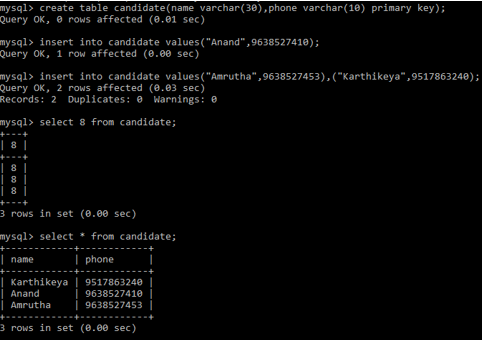 mysql> create table candidate(name varchar(30),phone varchar(10) primary key);
Query OK, 0 rows affected (0.01 sec)
mysql> insert into candidate values("Anand",9638527410);
Query OK, 1 row affected (0.00 sec)
mysql> insert into candidate values("Amrutha",9638527453),("Karthikeya",9517863240);
Query OK, 2 rows affected (0.03 sec)
Records: 2  Duplicates: 0  Warnings: 0
mysql> select 8 from candidate;
+---+
| 8 |
+---+
| 8 |
| 8 |
| 8 |
+---+
3 rows in set (0.00 sec)
mysql> select * from candidate;
+------------+------------+
| name       | phone      |
+------------+------------+
| Karthikeya | 9517863240 |
| Anand      | 9638527410 |
| Amrutha    | 9638527453 |
+------------+------------+
3 rows in set (0.00 sec)